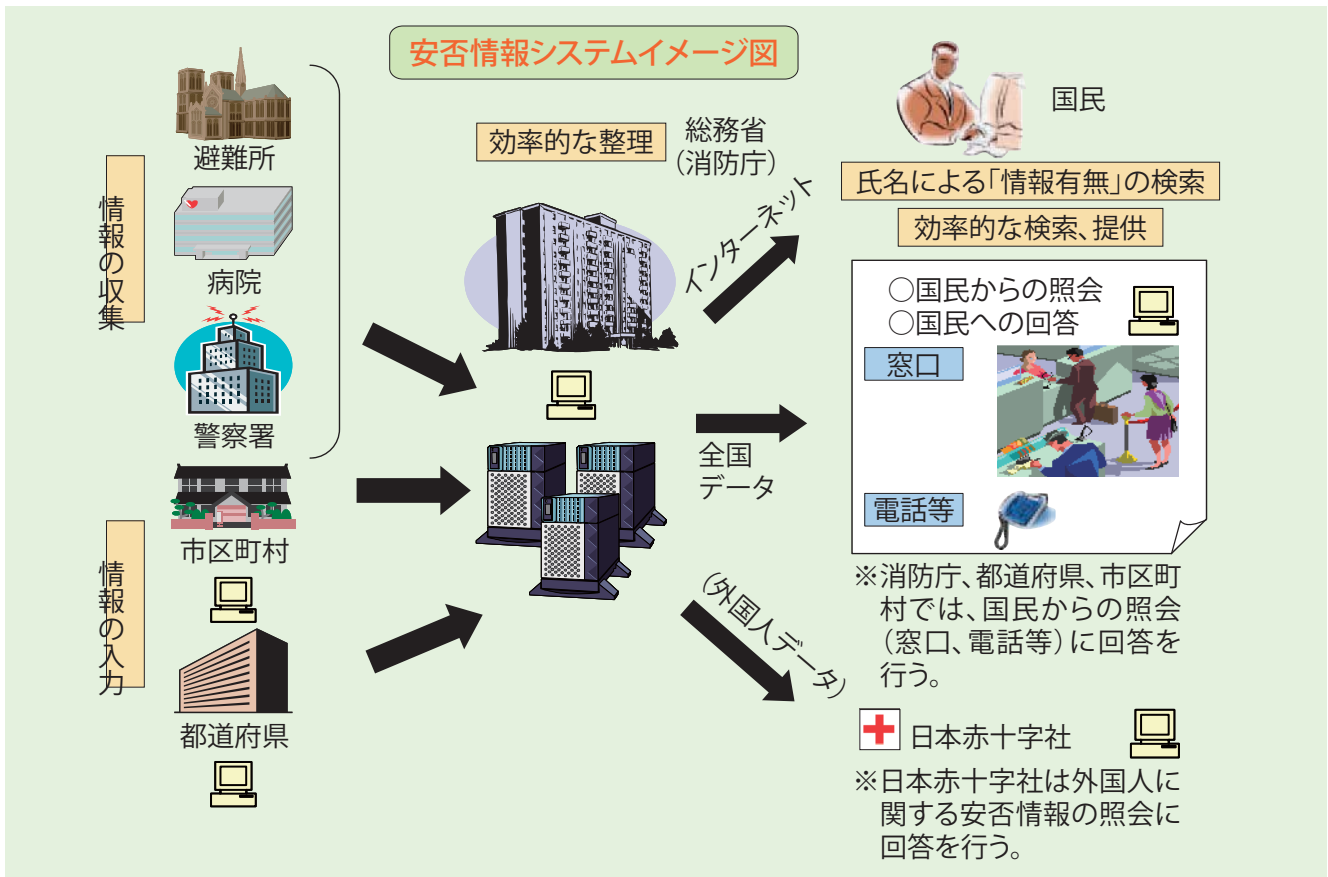 安否情報システムイメージ図
情報の収集
避難所
病院
警察署
情報の入力
市区町村
都道府県
効率的な整理
総務省
（消防庁）
インターネット
全国
データ
（外国人データ）
国民
氏名による「情報有無」の検索
効率的な検索、提供
○国民からの照会
○国民への回答
窓口
電話等
※消防庁、都道府県、市区町
村では、国民からの照会
（窓口、電話等）に回答を
行う。
日本赤十字社
※日本赤十字社は外国人に
関する安否情報の照会に
回答を行う。